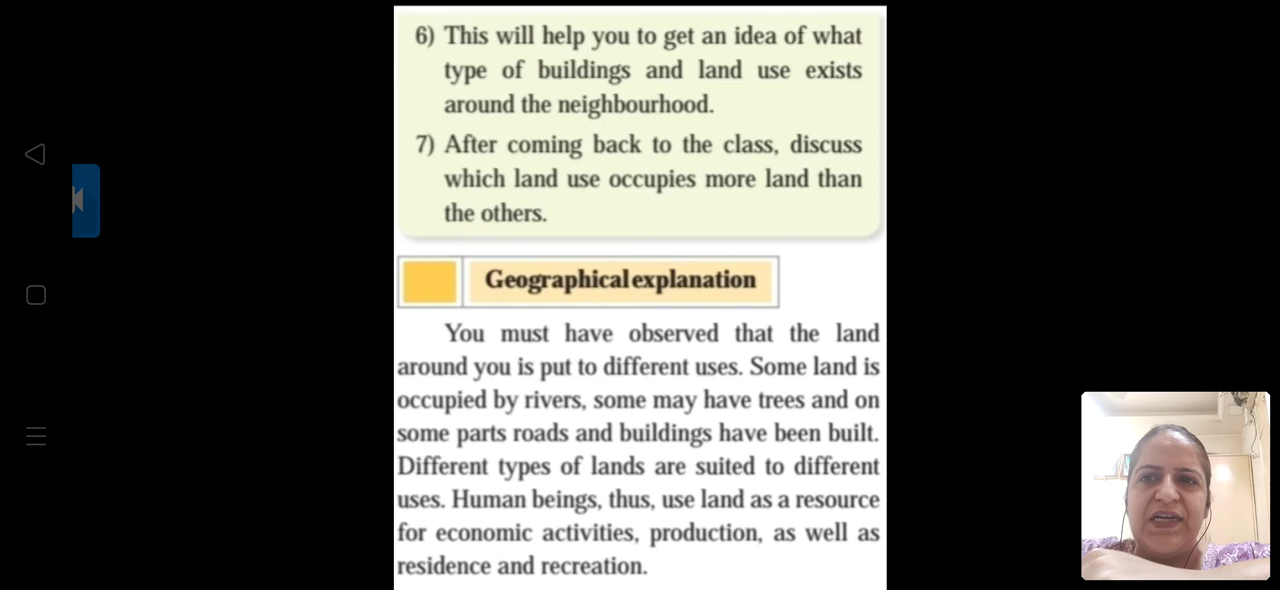 6) This will help you to get an idea of what
type of buildings and land use exists
around the neighbourhood.
7) After coming back to the class, discuss
which land use occupies more land than
the others.
Geographical explanation
You must have observed that the land
around you is put to different uses. Some land is
occupied by rivers, some may have trees and on
some parts roads and buildings have been built.
Different types of lands are suited to different
uses. Human beings, thus, use land as a resource
for economic activities, production, as well as
residence and recreation.